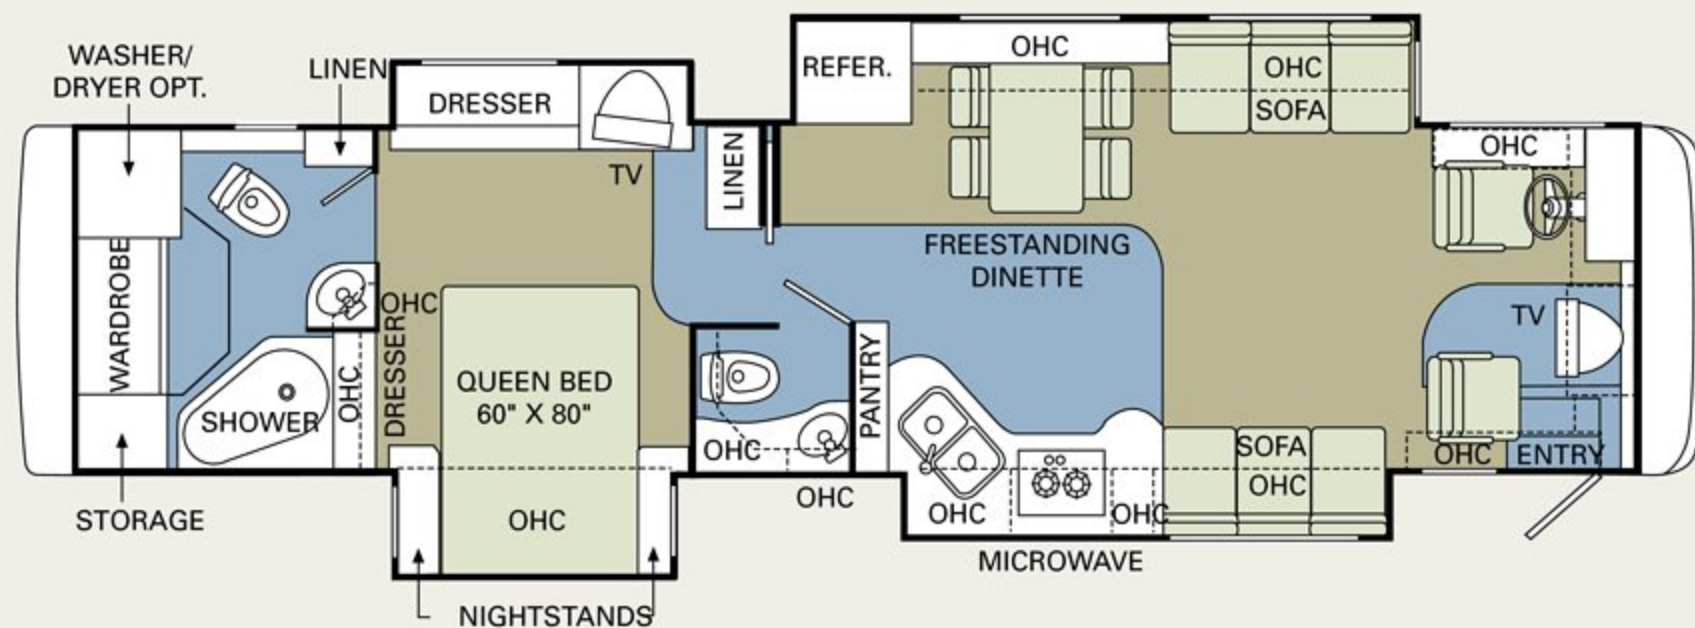 WASHER/
DRYER OPT.
LINEN
DRESSER
TV
LINEN
REFER.
OHC
OHC
SOFA
OHC
FREESTANDING
DINETTE
TV
WARDROBE
OHC
DRESSER
SHOWER
OHC
QUEEN BED
60" X 80"
PANTRY
OHC
SOFA
OHC
OHC
ENTRY
STORAGE
OHC
OHC
OHC
OHC
MICROWAVE
NIGHTSTANDS